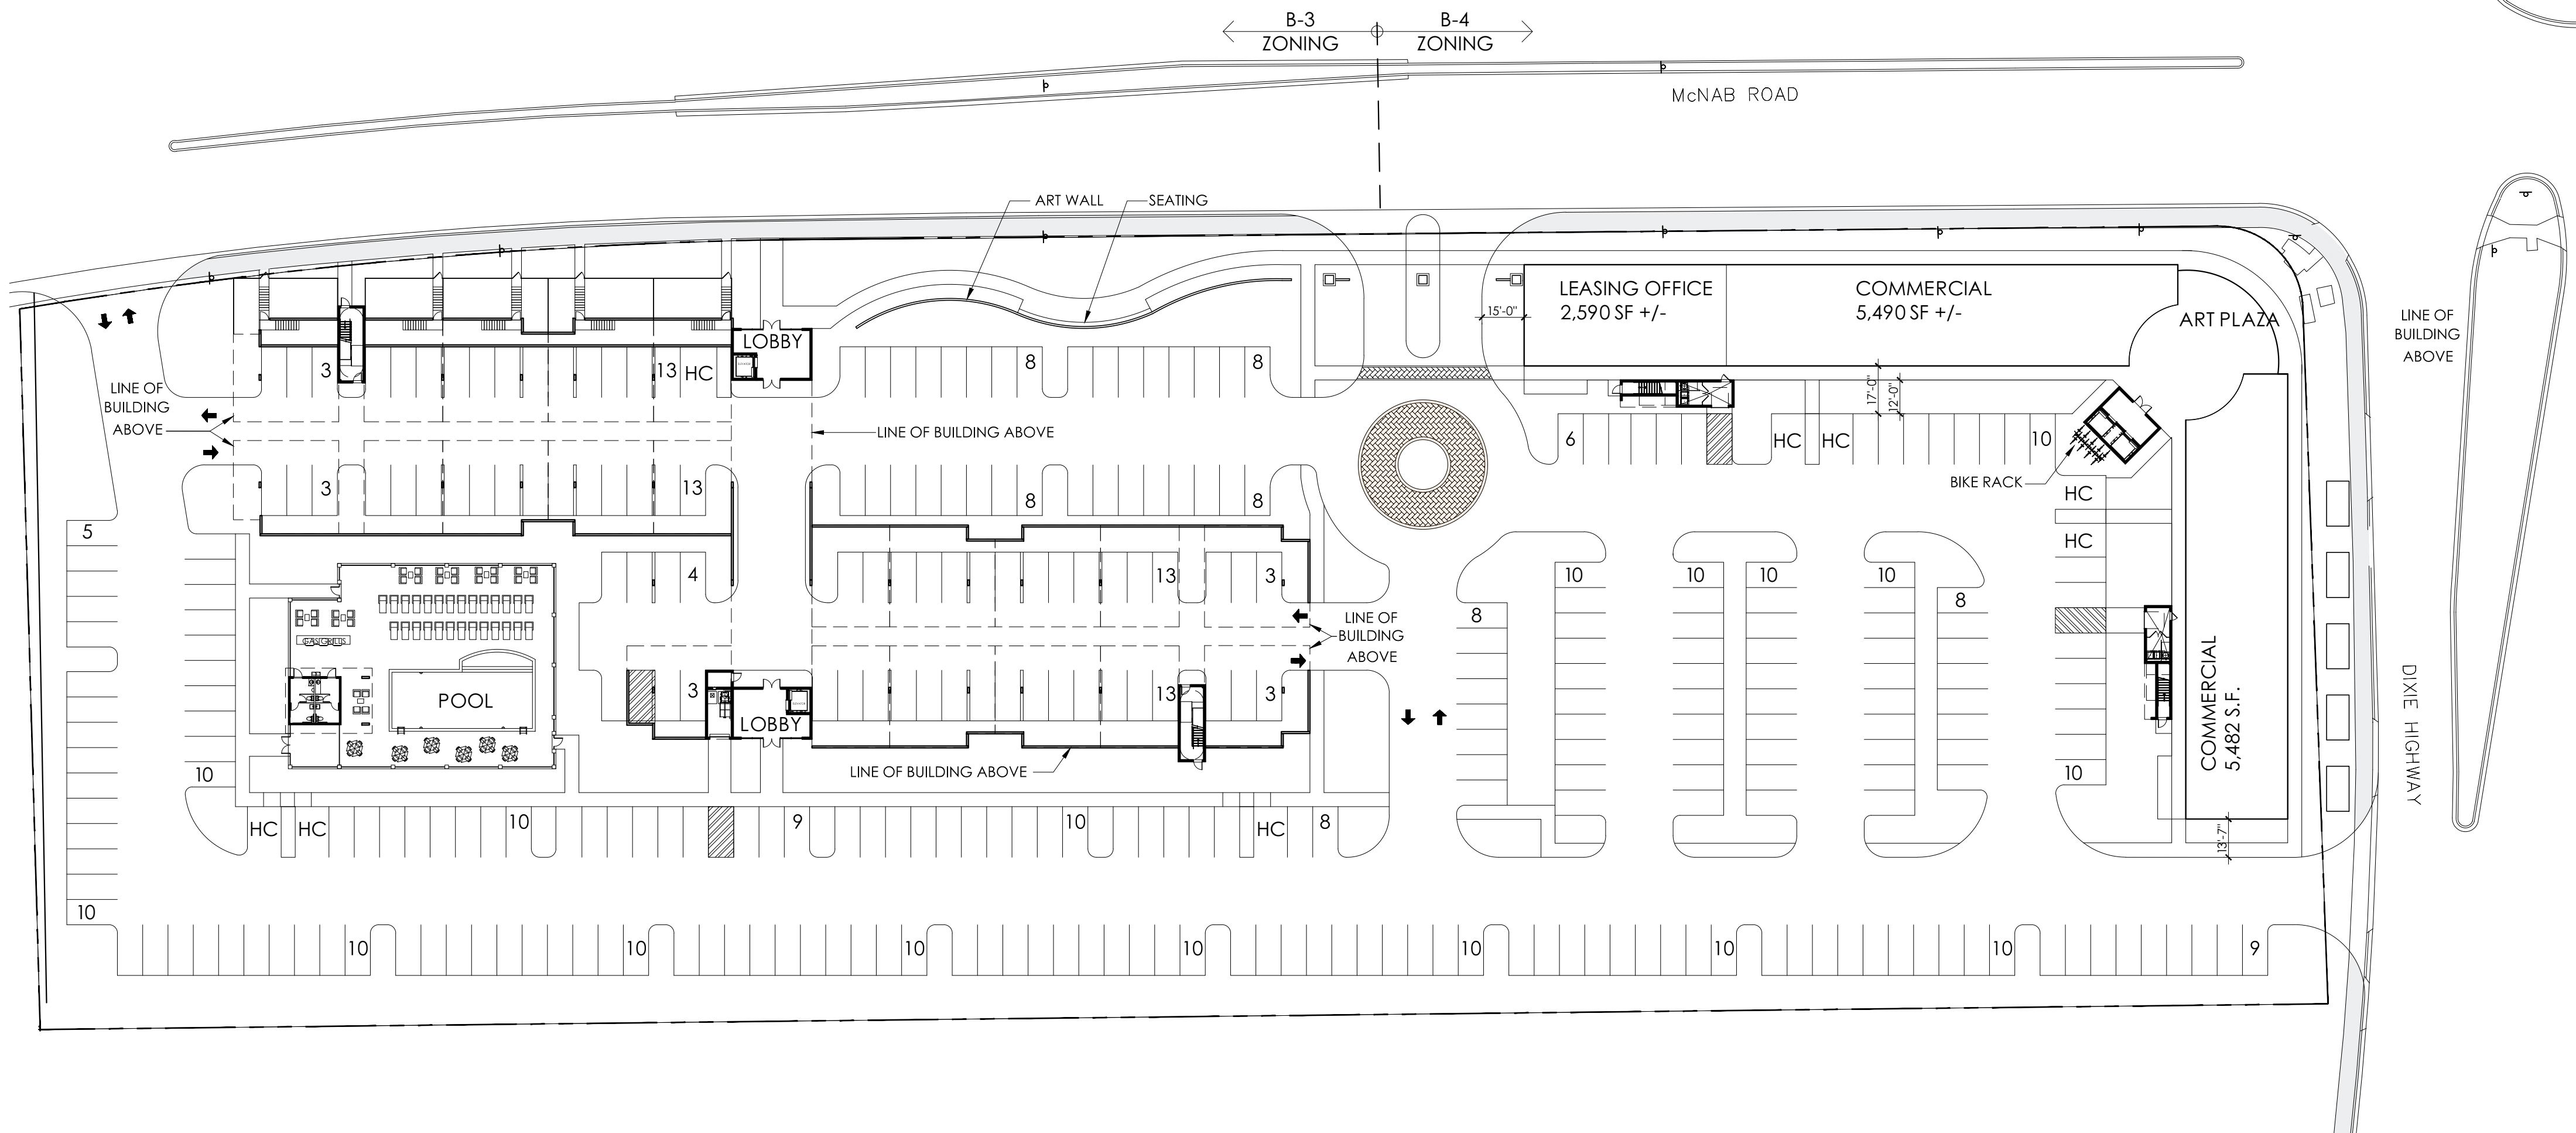 B-3
ZONING
B-4
ZONING
McNAB ROAD
ART WALL
SEATING
LEASING OFFICE
2,590 SF +/-
COMMERCIAL
5,490 SF +/-
15'-0"
ART PLAZA
LINE OF
BUILDING
ABOVE
LOBBY
3
13
HC
8
8
17'-0"
12'-0"
LINE OF
BUILDING
ABOVE
LINE OF BUILDING ABOVE
6
HC
HC
10
BIKE RACK
3
13
8
8
HC
HC
5
4
13
3
10
10
10
10
8
8
LINE OF
BUILDING
ABOVE
GAS GRILLS
POOL
3
LOBBY
13
3
COMMERCIAL
5,482 S.F.
DIXIE HIGHWAY
LINE OF BUILDING ABOVE
10
10
HC
HC
10
9
10
HC
8
13'-7"
10
10
10
10
10
10
10
10
9